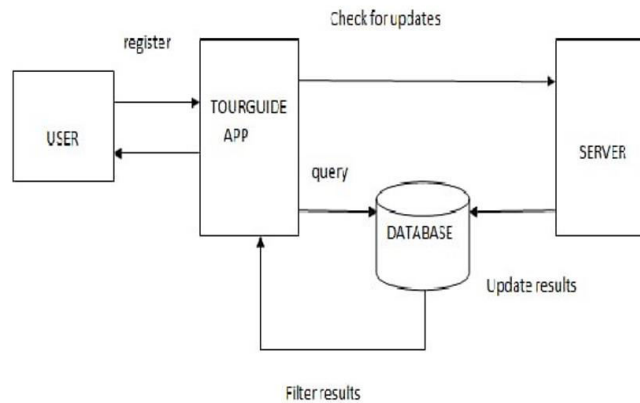 Check for updates
register
TOURGUIDE
APP
USER
SERVER
query
DATABASE
Update results
Filter results